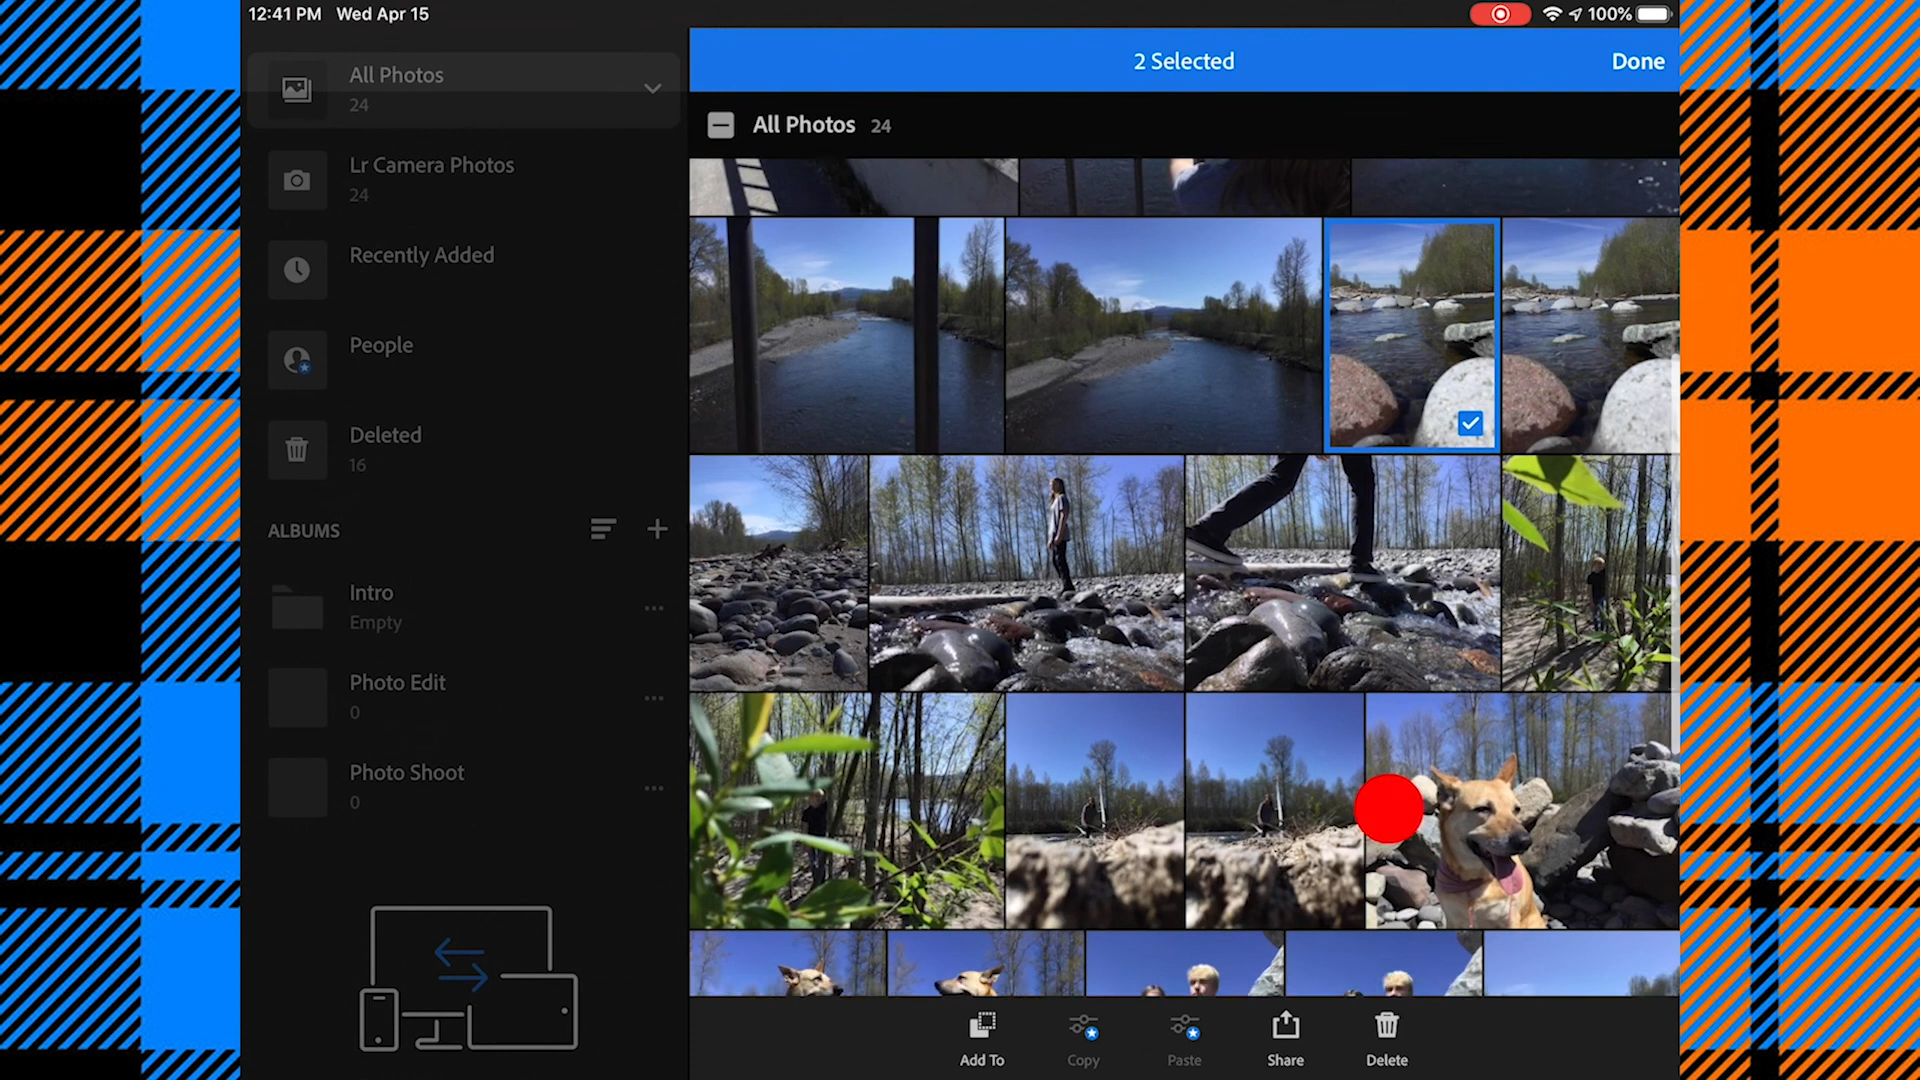 12:41 PM Wed Apr 15
100%
All Photos
24
Lr Camera Photos
24
Recently Added
People
Deleted
16
ALBUMS
Intro
Empty
Photo Edit
0
Photo Shoot
0
2 Selected
Done
All Photos 24
Add To
Copy
Paste
Share
Delete